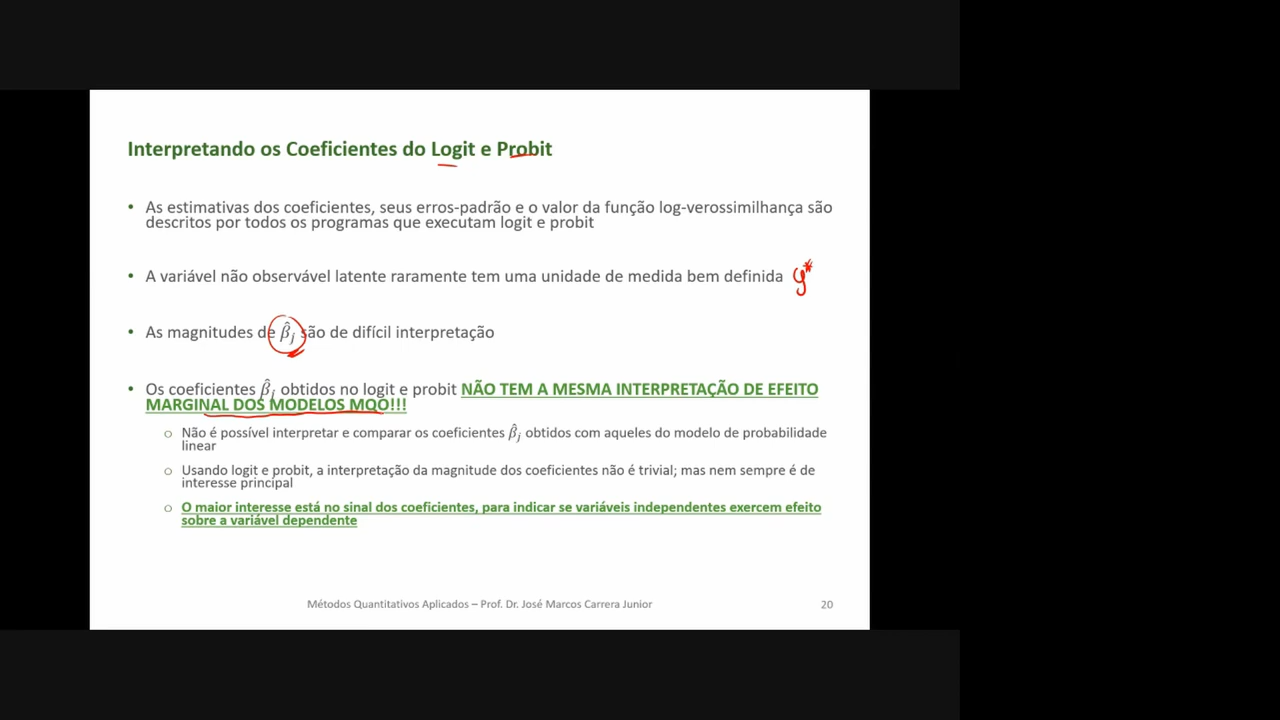 Interpretando os Coeficientes do Logit e Probit
• As estimativas dos coeficientes, seus erros-padrão e o valor da função log-verossimilhança são
descritos por todos os programas que executam logit e probit
• A variável não observável latente raramente tem uma unidade de medida bem definida y*
• As magnitudes de β̂ⱼ são de difícil interpretação
• Os coeficientes β̂ⱼ obtidos no logit e probit NÃO TEM A MESMA INTERPRETAÇÃO DE EFEITO
MARGINAL DOS MODELOS MQO!!!
○ Não é possível interpretar e comparar os coeficientes β̂ⱼ obtidos com aqueles do modelo de probabilidade
linear
○ Usando logit e probit, a interpretação da magnitude dos coeficientes não é trivial; mas nem sempre é de
interesse principal
○ O maior interesse está no sinal dos coeficientes, para indicar se variáveis independentes exercem efeito
sobre a variável dependente
Métodos Quantitativos Aplicados – Prof. Dr. José Marcos Carrera Junior
20